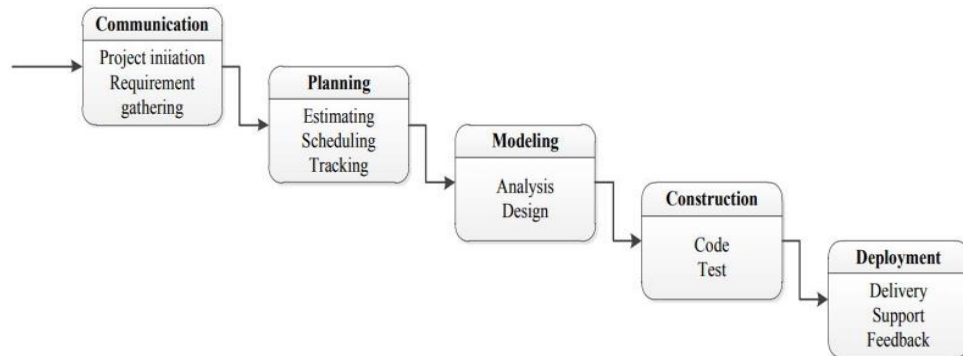 Communication
Project iniiation
Requirement
gathering
Planning
Estimating
Scheduling
Tracking
Modeling
Analysis
Design
Construction
Code
Test
Deployment
Delivery
Support
Feedback